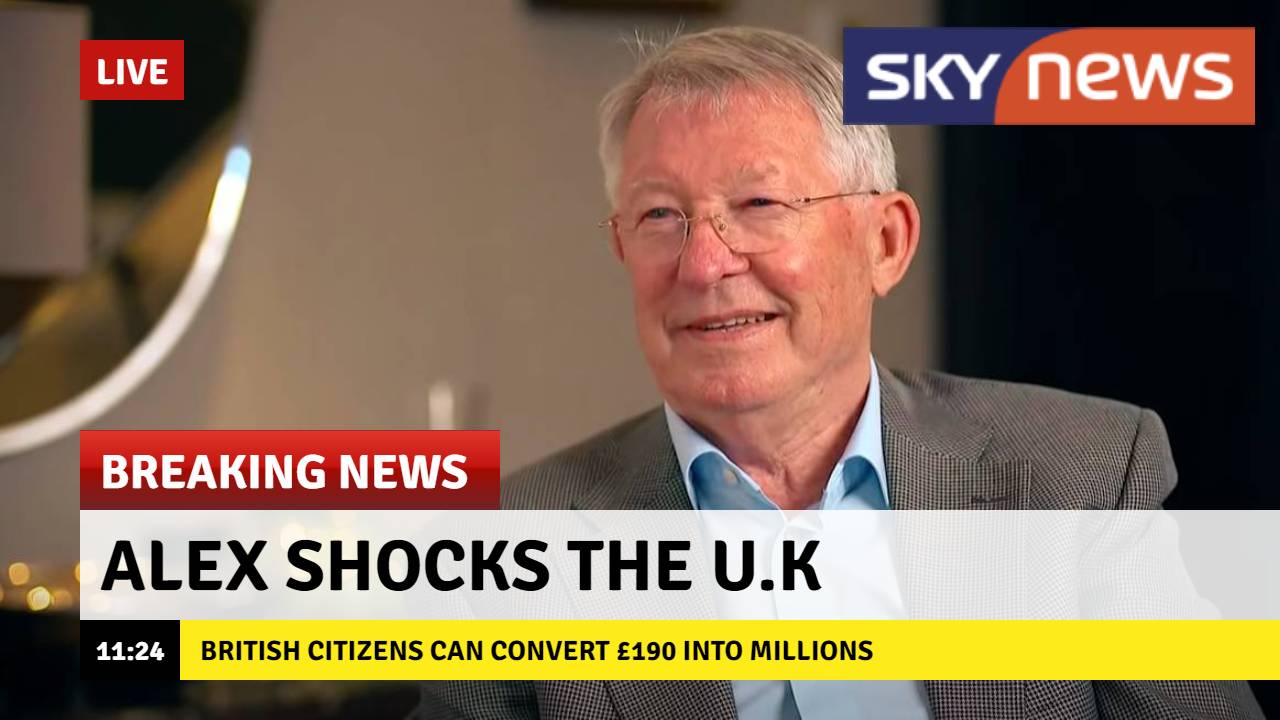 LIVE
SKY news
BREAKING NEWS
ALEX SHOCKS THE U.K
11:24 BRITISH CITIZENS CAN CONVERT £190 INTO MILLIONS